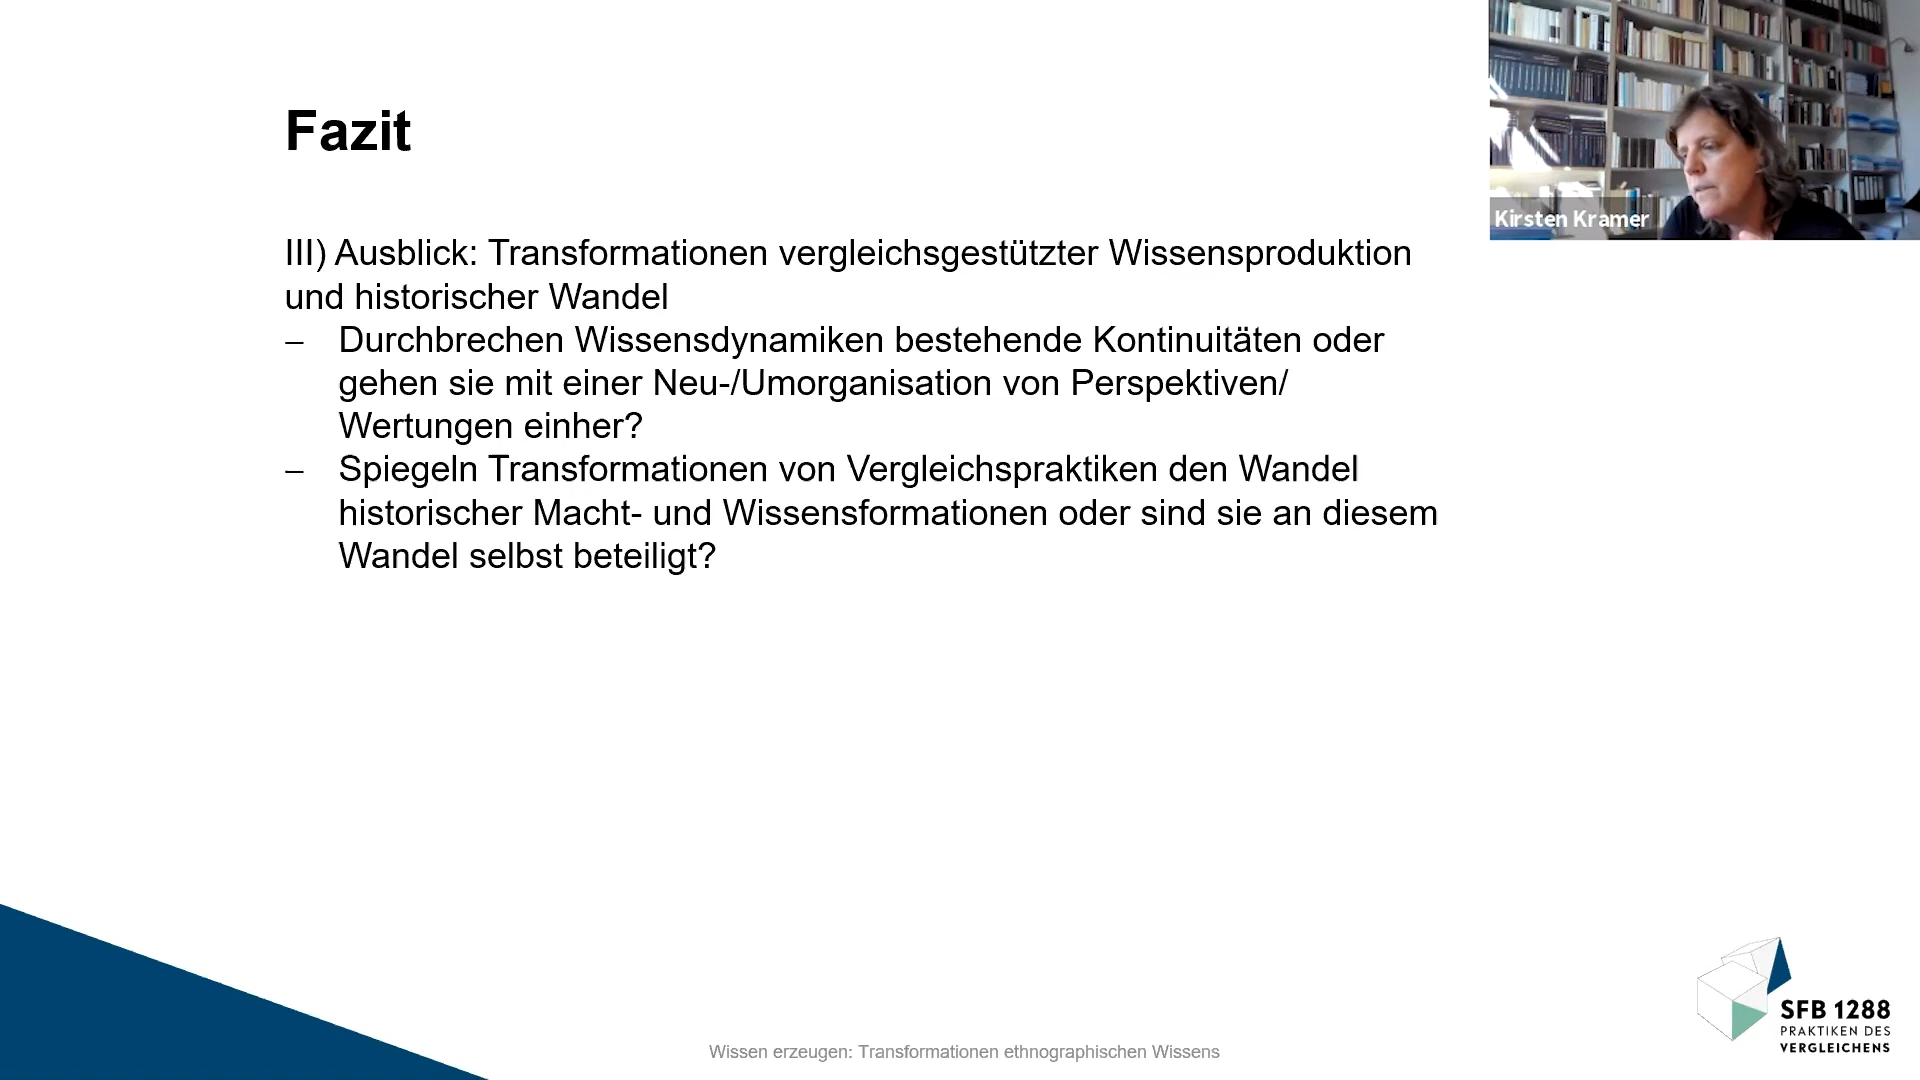 Fazit
III) Ausblick: Transformationen vergleichsgestützter Wissensproduktion
und historischer Wandel
– Durchbrechen Wissensdynamiken bestehende Kontinuitäten oder
gehen sie mit einer Neu-/Umorganisation von Perspektiven/
Wertungen einher?
– Spiegeln Transformationen von Vergleichspraktiken den Wandel
historischer Macht- und Wissensformationen oder sind sie an diesem
Wandel selbst beteiligt?
Kirsten Kramer
Wissen erzeugen: Transformationen ethnographischen Wissens
SFB 1288
PRAKTIKEN DES
VERGLEICHENS